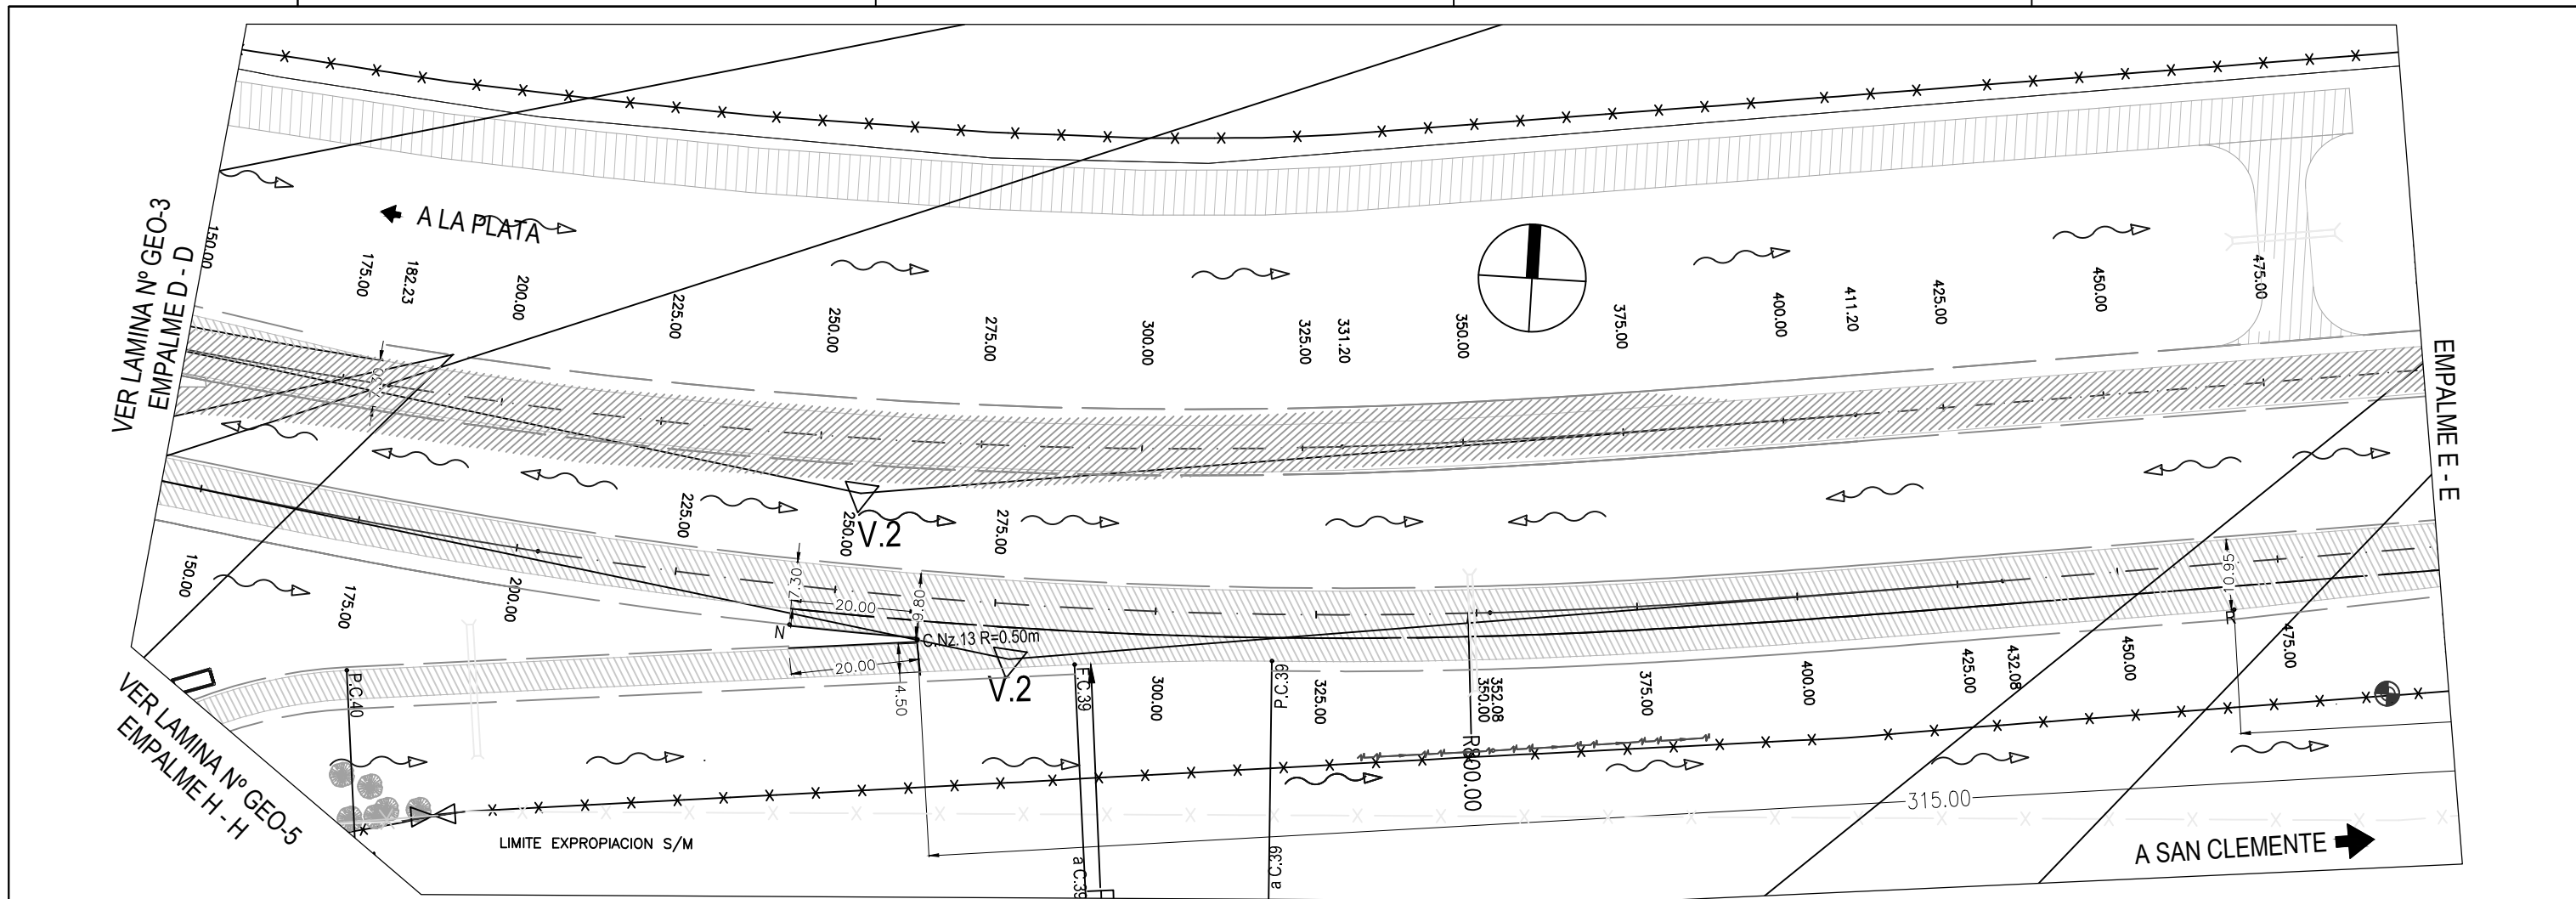 VER LAMINA Nº GEO-3
EMPALME D - D
A LA PLATA
150.00
175.00
182.23
200.00
225.00
250.00
275.00
300.00
325.00
331.20
350.00
375.00
400.00
411.20
425.00
450.00
475.00
EMPALME E - E
V.2
150.00
175.00
200.00
225.00
250.00
275.00
7.30
20.00
9.80
N
C.Nz.13 R=0.50m
20.00
4.50
V.2
10.95
R
P.C.40
F.C.39
300.00
P.C.39
325.00
350.00
352.08
375.00
400.00
425.00
432.08
450.00
475.00
R800.00
315.00
VER LAMINA Nº GEO-5
EMPALME H - H
LIMITE EXPROPIACION S/M
a C.39
a C.39
A SAN CLEMENTE